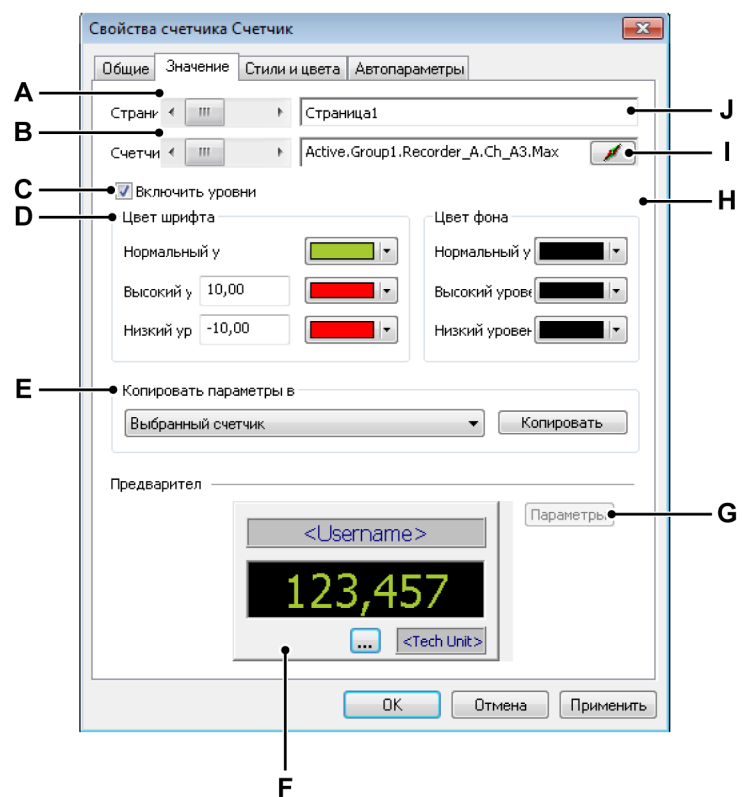 Свойства счетчика Счетчик
Общие Значение Стили и цвета Автопараметры
A
Страни Страница1 J
B
Счетчи Active.Group1.Recorder_A.Ch_A3.Max I
C Включить уровни H
D Цвет шрифта Цвет фона
Нормальный у Нормальный у
Высокий у 10,00 Высокий урове
Низкий ур -10,00 Низкий уровен
E Копировать параметры в
Выбранный счетчик Копировать
Предварител
<Username> Параметры G
123,457
... <Tech Unit>
OK Отмена Применить
F